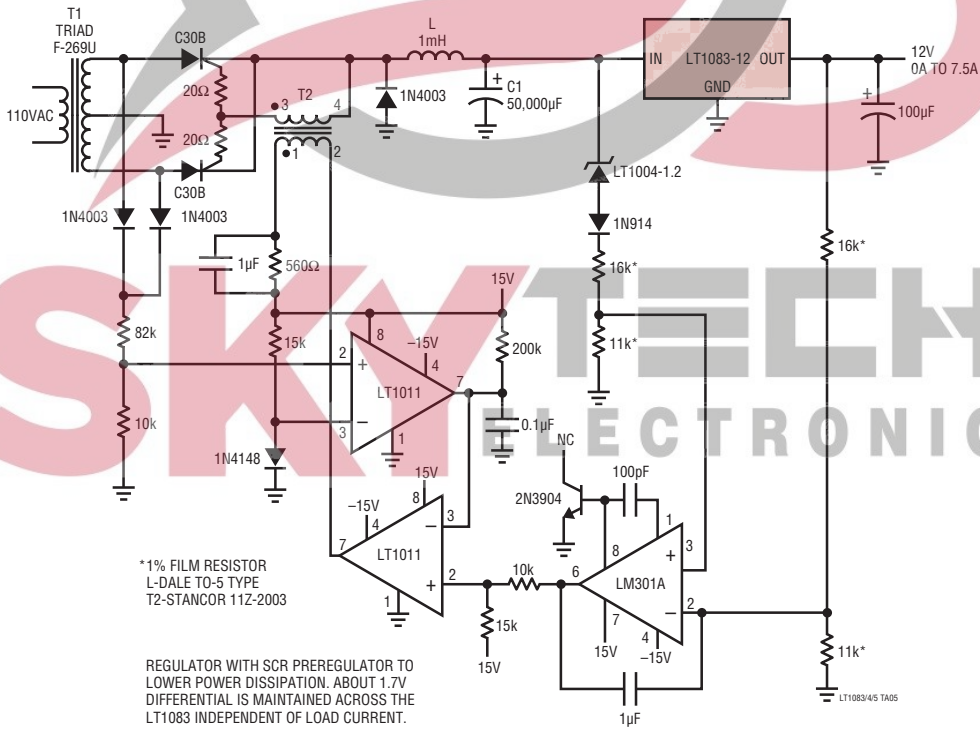 T1
TRIAD
F-269U
C30B
L
1mH
LT1083-12
IN
OUT
GND
12V
0A TO 7.5A
20Ω
T2
3
4
1N4003
+
C1
50,000µF
+
100µF
110VAC
20Ω
1
2
C30B
LT1004-1.2
1N4003
1N4003
1N914
1µF
560Ω
16k*
16k*
15V
SKYTECH
ELECTRONIC
82k
15k
8
–15V
4
200k
11k*
2
+
LT1011
7
10k
–
3
1
0.1µF
NC
1N4148
15V
100pF
–15V
8
2N3904
4
–
3
1
7
LT1011
8
+
3
*1% FILM RESISTOR
L-DALE TO-5 TYPE
T2-STANCOR 11Z-2003
+
2
10k
6
LM301A
1
–
2
15k
7
15V
4
–15V
11k*
15V
LT1083/4/5 TA05
REGULATOR WITH SCR PREREGULATOR TO
LOWER POWER DISSIPATION. ABOUT 1.7V
DIFFERENTIAL IS MAINTAINED ACROSS THE
LT1083 INDEPENDENT OF LOAD CURRENT.
1µF